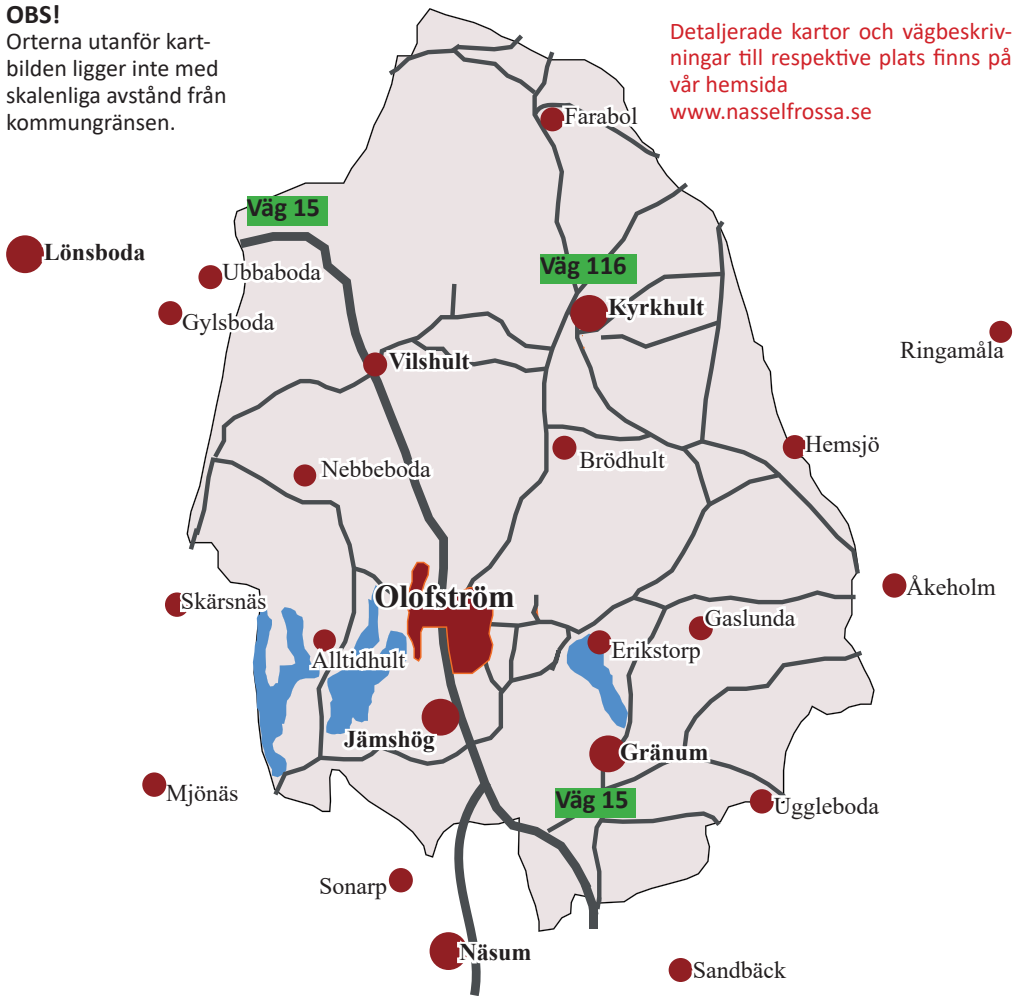 OBS!
Orterna utanför kart-
bilden ligger inte med
skalenliga avstånd från
kommungränsen.
Detaljerade kartor och vägbeskriv-
ningar till respektive plats finns på
vår hemsida
www.nasselfrossa.se
Farabol
Väg 15
Lönsboda
Ubbaboda
Väg 116
Gylsboda
Kyrkhult
Ringamåla
Vilshult
Hemsjö
Brödhult
Nebbeboda
Åkeholm
Olofström
Skärsnäs
Gaslunda
Erikstorp
Alltidhult
Jämshög
Gränum
Mjönäs
Väg 15
Uggleboda
Sonarp
Näsum
Sandbäck